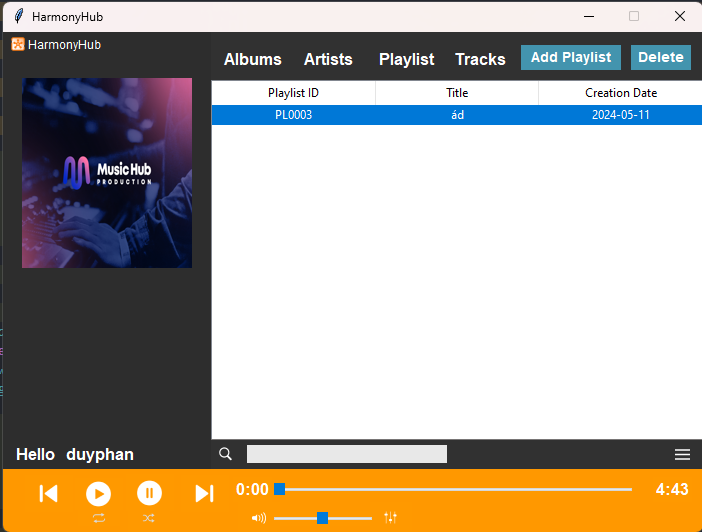 HarmonyHub
HarmonyHub
Albums Artists Playlist Tracks Add Playlist Delete
Music Hub
PRODUCTION
Playlist ID Title Creation Date
PL0003 ád 2024-05-11
Hello duyphan
0:00 4:43